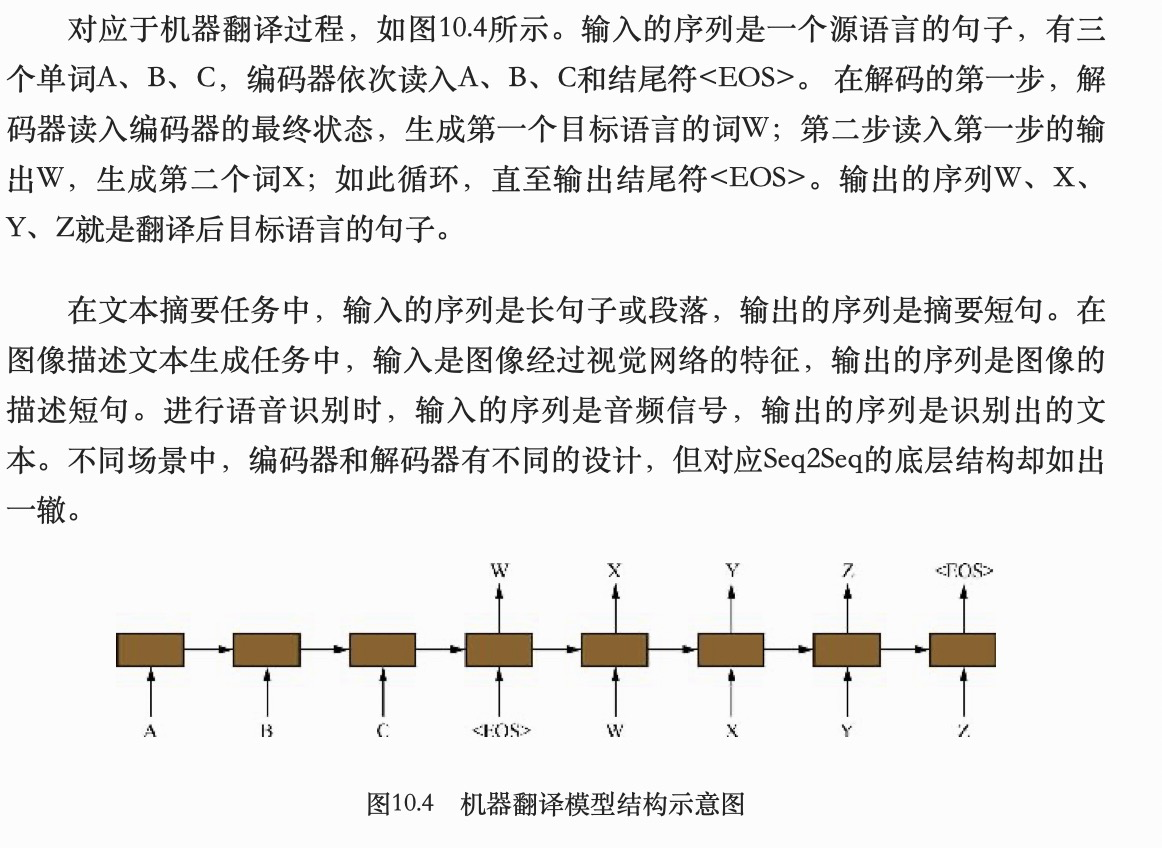 对应于机器翻译过程，如图10.4所示。输入的序列是一个源语言的句子，有三
个单词A、B、C，编码器依次读入A、B、C和结尾符<EOS>。 在解码的第一步，解
码器读入编码器的最终状态，生成第一个目标语言的词W；第二步读入第一步的输
出W，生成第二个词X；如此循环，直至输出结尾符<EOS>。输出的序列W、X、
Y、Z就是翻译后目标语言的句子。
在文本摘要任务中，输入的序列是长句子或段落，输出的序列是摘要短句。在
图像描述文本生成任务中，输入是图像经过视觉网络的特征，输出的序列是图像的
描述短句。进行语音识别时，输入的序列是音频信号，输出的序列是识别出的文
本。不同场景中，编码器和解码器有不同的设计，但对应Seq2Seq的底层结构却如出
一辙。
W X Y Z <EOS>
A B C <EOS> W X Y Z
图10.4 机器翻译模型结构示意图